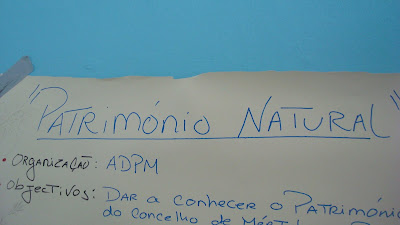 "PATRIMÓNIO NATURAL"
• ORGANIZAÇÃO: ADPM
• OBJECTIVOS: DAR A CONHECER O PATRIMÓNIO
do concelho de